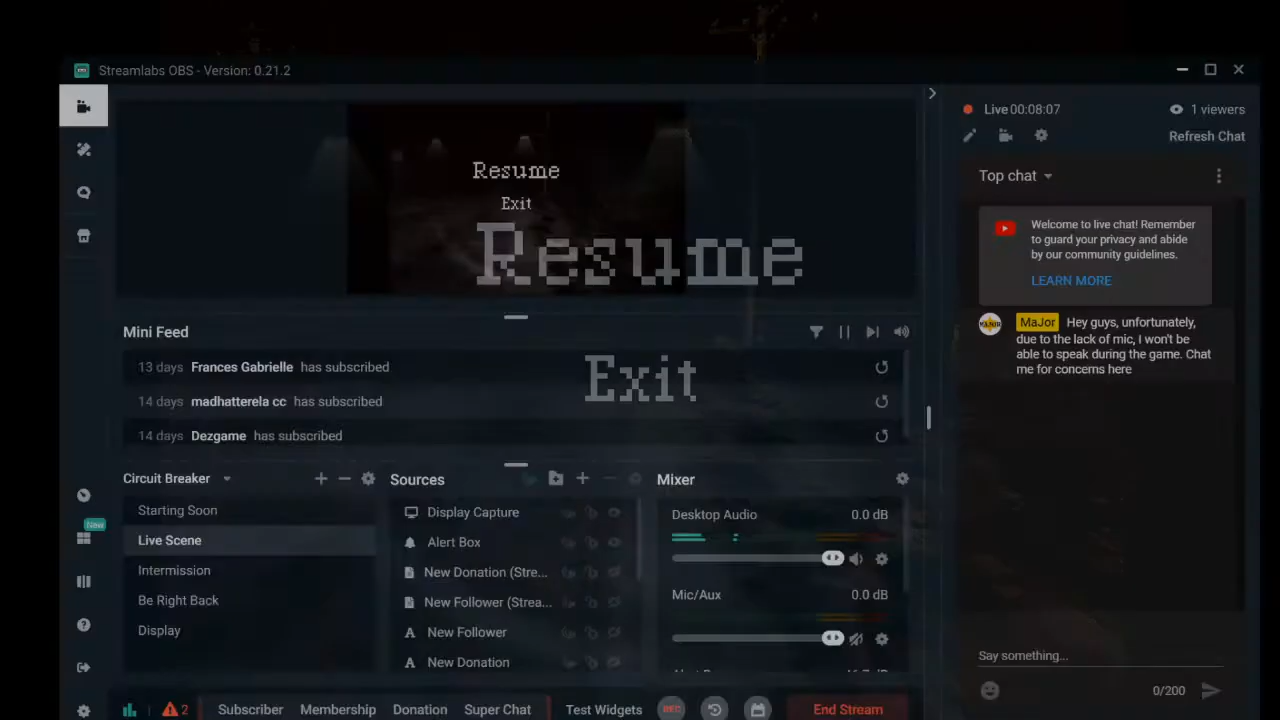 Streamlabs OBS - Version: 0.21.2
Live 00:08:07
1 viewers
Refresh Chat
Top chat
Resume
Exit
Resume
Exit
Welcome to live chat! Remember
to guard your privacy and abide
by our community guidelines.
LEARN MORE
MaJor Hey guys, unfortunately,
due to the lack of mic, I won't be
able to speak during the game. Chat
me for concerns here
Mini Feed
13 days Frances Gabrielle has subscribed
14 days madhatterela cc has subscribed
14 days Dezgame has subscribed
Circuit Breaker
Starting Soon
Live Scene
Intermission
Be Right Back
Display
Sources
Display Capture
Alert Box
New Donation (Stre...
New Follower (Strea...
New Follower
New Donation
Mixer
Desktop Audio 0.0 dB
Mic/Aux 0.0 dB
New
Say something...
0/200
2
Subscriber Membership Donation Super Chat Test Widgets REC End Stream